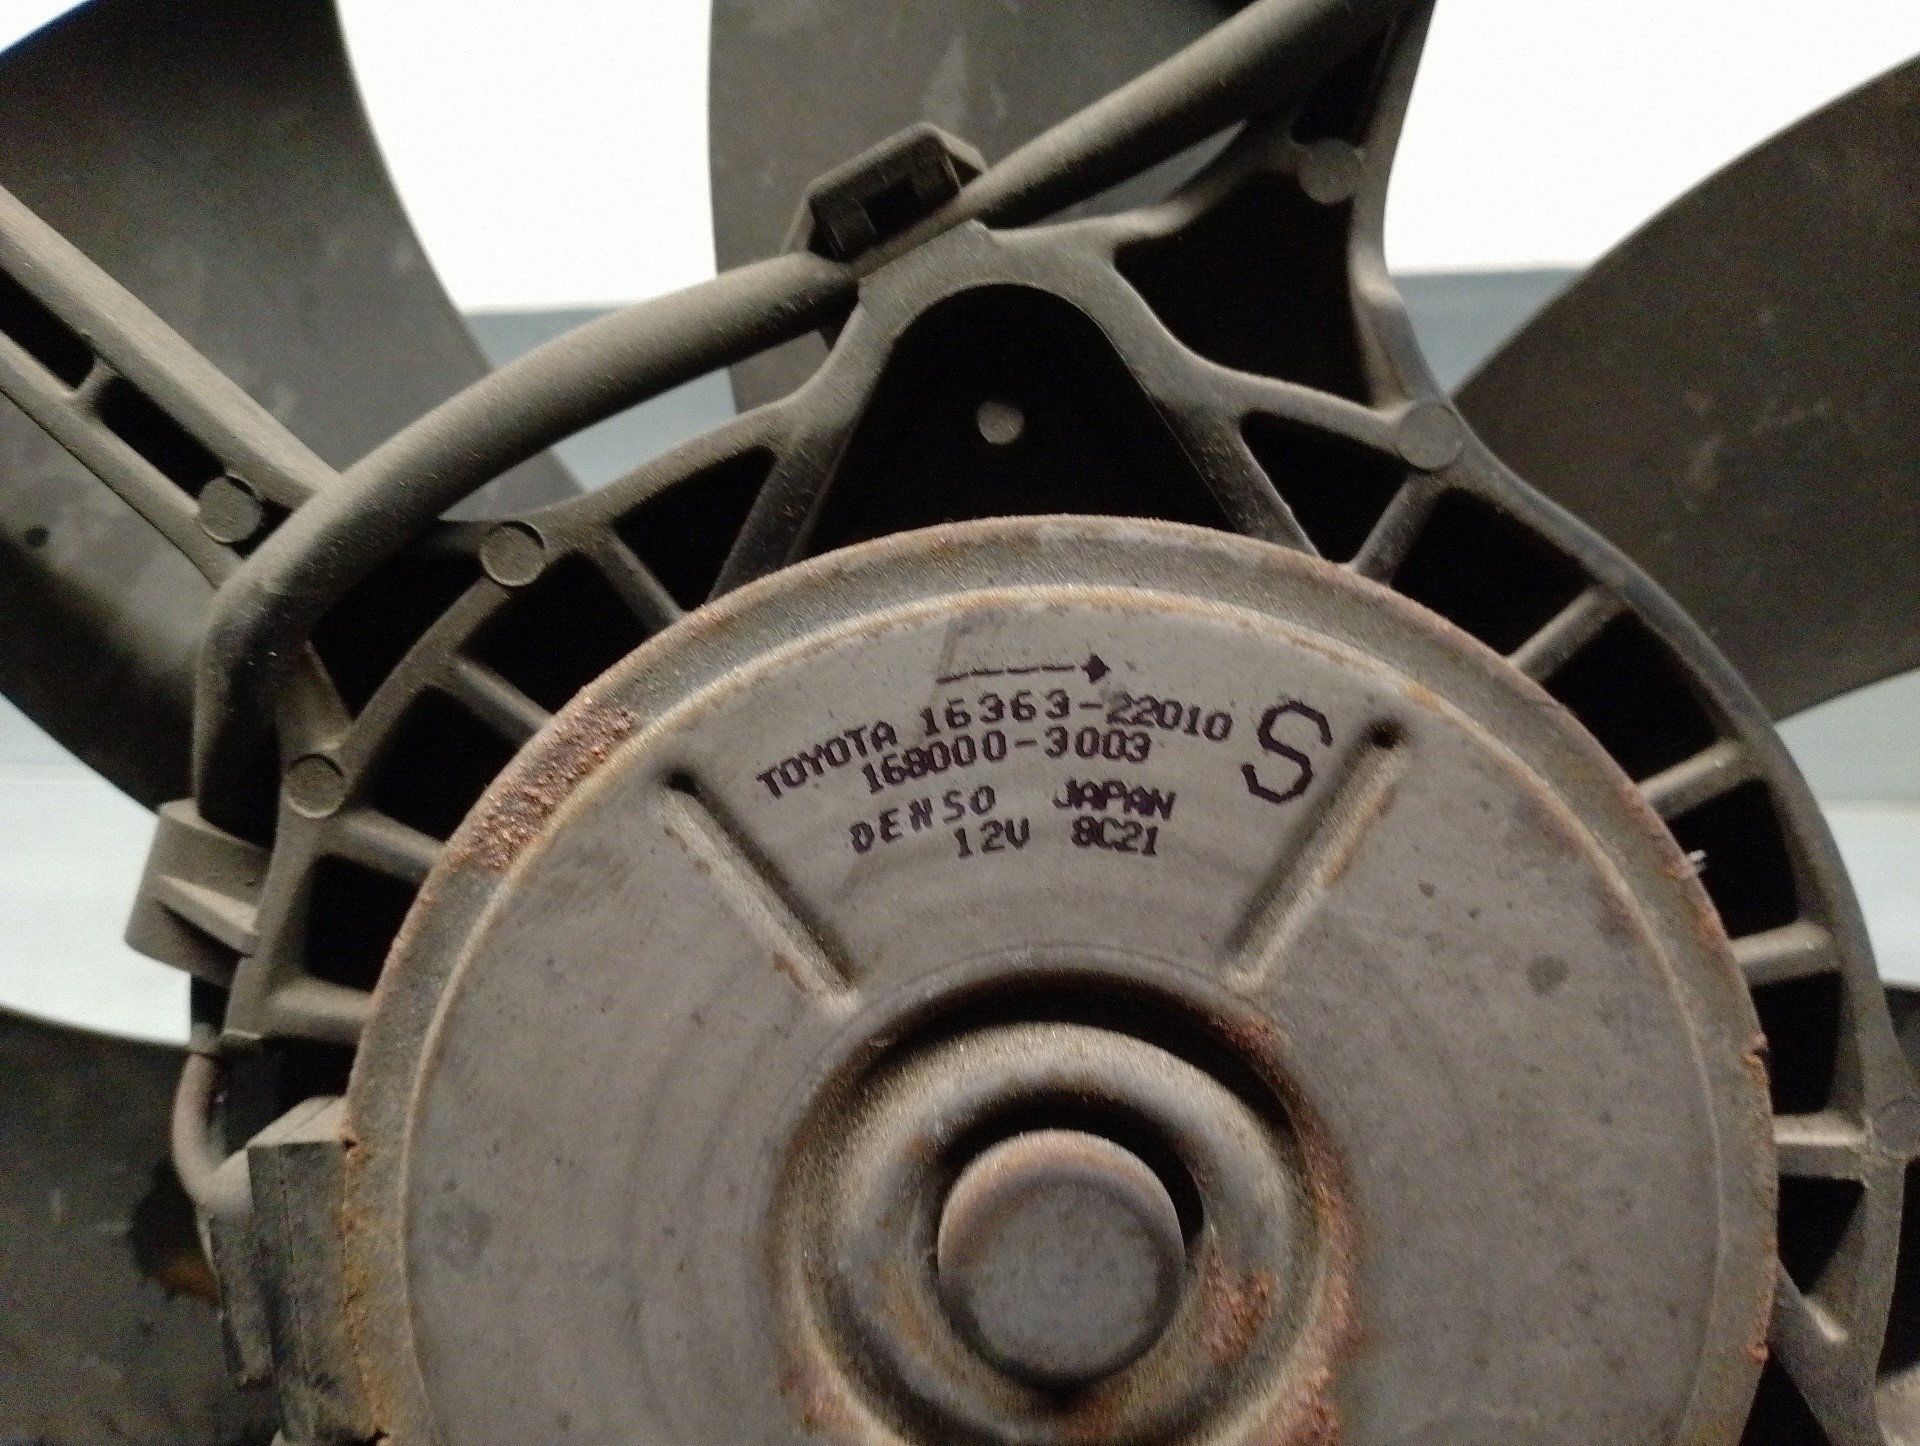 TOYOTA 16363-22010 S
168000-3003
DENSO JAPAN
12V 8C21